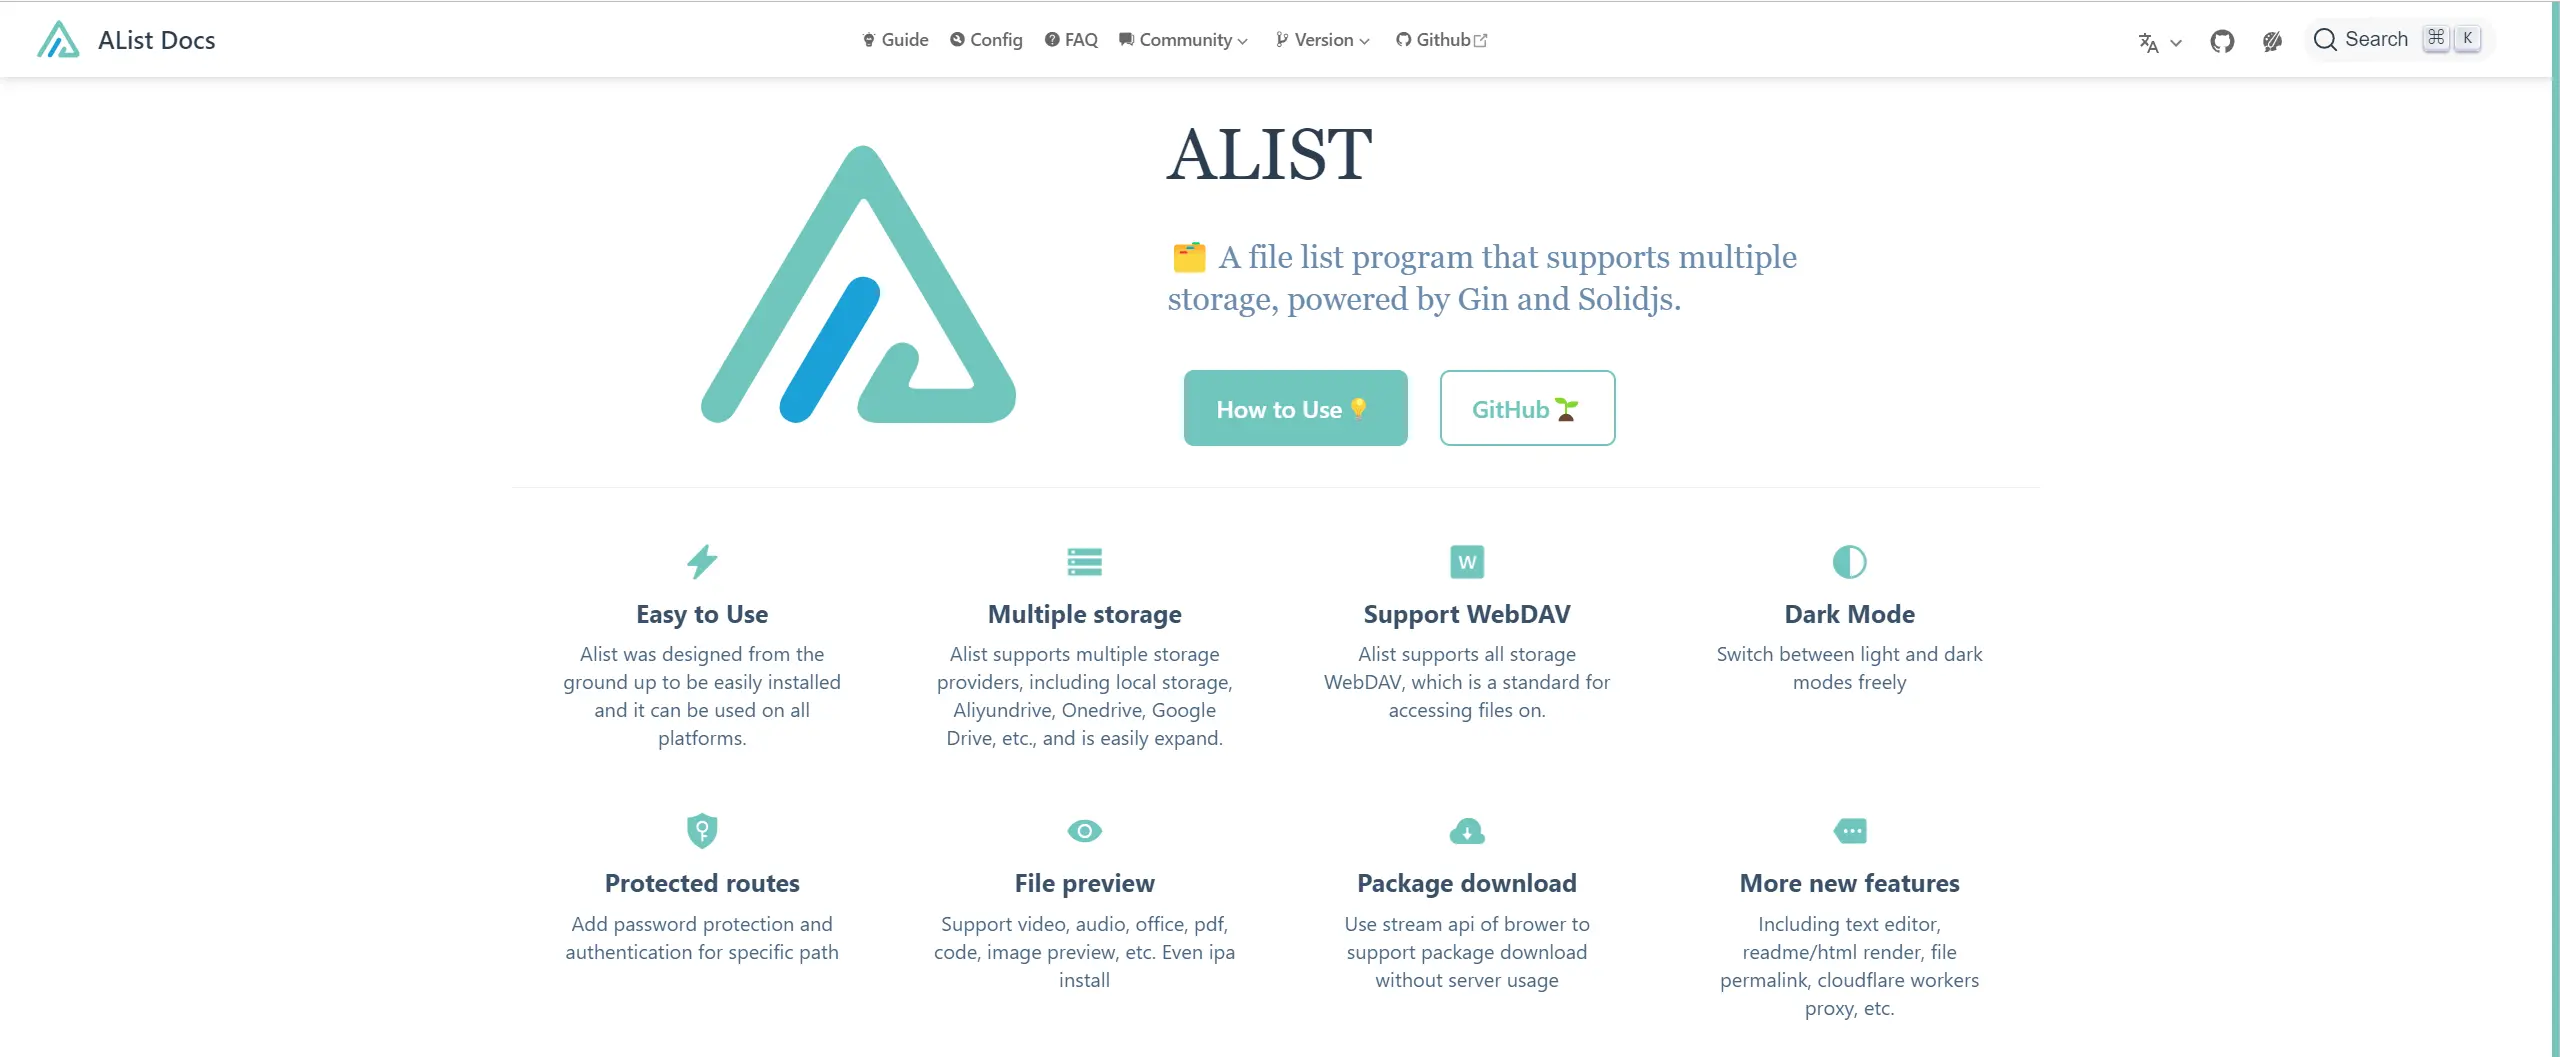 AList Docs
Guide
Config
FAQ
Community
Version
Github
Search ⌘ K
ALIST
🗂️ A file list program that supports multiple
storage, powered by Gin and Solidjs.
How to Use 💡
GitHub 🌱
Easy to Use
Alist was designed from the
ground up to be easily installed
and it can be used on all
platforms.
Multiple storage
Alist supports multiple storage
providers, including local storage,
Aliyundrive, Onedrive, Google
Drive, etc., and is easily expand.
W
Support WebDAV
Alist supports all storage
WebDAV, which is a standard for
accessing files on.
Dark Mode
Switch between light and dark
modes freely
Protected routes
Add password protection and
authentication for specific path
File preview
Support video, audio, office, pdf,
code, image preview, etc. Even ipa
install
Package download
Use stream api of brower to
support package download
without server usage
More new features
Including text editor,
readme/html render, file
permalink, cloudflare workers
proxy, etc.